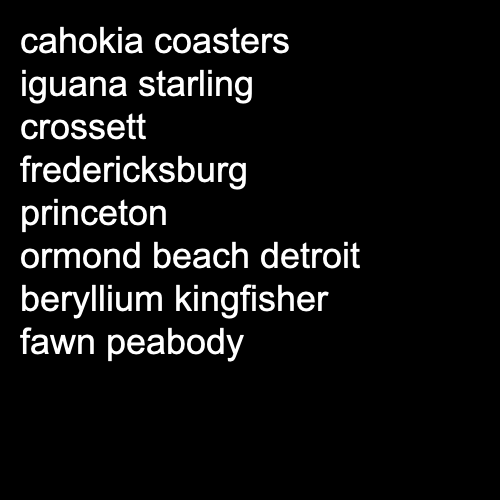 cahokia coasters
iguana starling
crossett
fredericksburg
princeton
ormond beach detroit
beryllium kingfisher
fawn peabody